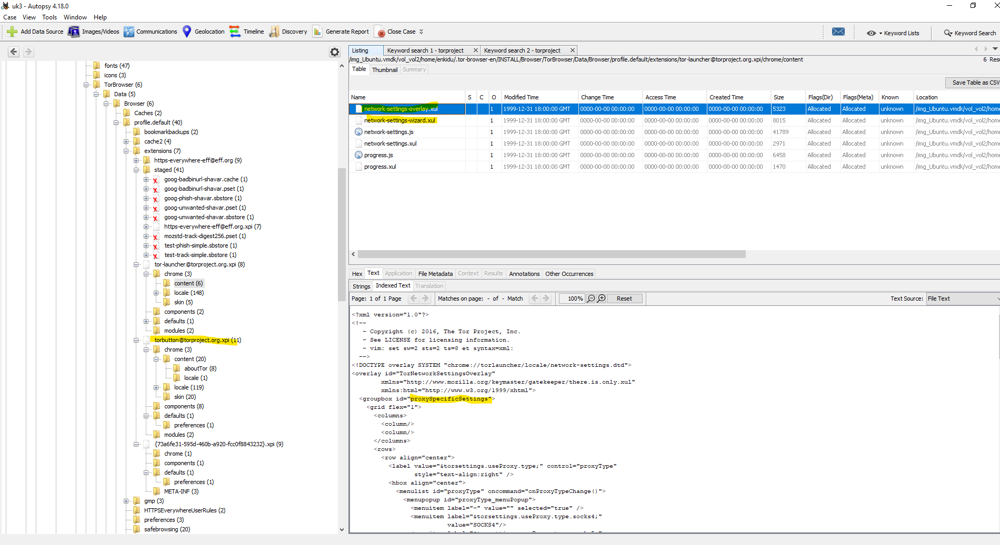 uk3 - Autopsy 4.18.0
Case View Tools Window Help
Add Data Source Images/Videos Communications Geolocation Timeline Discovery Generate Report Close Case Keyword Lists Keyword Search
fonts (47)
icons (3)
TorBrowser (6)
Data (5)
Browser (6)
Caches (2)
profile.default (40)
bookmarkbackups (2)
cache2 (4)
extensions (7)
https-everywhere-eff@eff.org (9)
staged (41)
goog-badbinurl-shavar.cache (1)
goog-badbinurl-shavar.pset (1)
goog-phish-shavar.sbstore (1)
goog-unwanted-shavar.pset (1)
goog-unwanted-shavar.sbstore (1)
https-everywhere-eff@eff.org.xpi (7)
mozstd-track-digest256.pset (1)
test-phish-simple.sbstore (1)
test-track-simple.sbstore (1)
tor-launcher@torproject.org.xpi (8)
chrome (3)
content (6)
locale (148)
skin (5)
components (2)
defaults (1)
modules (2)
torbutton@torproject.org.xpi (11)
chrome (3)
content (20)
aboutTor (8)
locale (1)
locale (119)
skin (20)
components (8)
defaults (1)
preferences (1)
modules (2)
{73a6fe31-595d-460b-a920-fcc0f8843232}.xpi (9)
chrome (1)
components (1)
defaults (1)
preferences (1)
META-INF (3)
gmp (3)
HTTPSEverywhereUserRules (2)
preferences (3)
safebrowsing (20)
Listing Keyword search 1 - torproject Keyword search 2 - torproject
/img_Ubuntu.vmdk/vol_vol2/home/enkidu/.tor-browser-en/INSTALL/Browser/TorBrowser/Data/Browser/profile.default/extensions/tor-launcher@torproject.org.xpi/chrome/content 6 Resu
Table Thumbnail Summary
Save Table as CSV
Name S C O Modified Time Change Time Access Time Created Time Size Flags(Dir) Flags(Meta) Known Location
network-settings-overlay.xul 1 1999-12-31 18:00:00 GMT 0000-00-00 00:00:00 0000-00-00 00:00:00 0000-00-00 00:00:00 5323 Allocated Allocated unknown /img_Ubuntu.vmdk/vol_vol2/home
network-settings-wizard.xul 1 1999-12-31 18:00:00 GMT 0000-00-00 00:00:00 0000-00-00 00:00:00 0000-00-00 00:00:00 8015 Allocated Allocated unknown /img_Ubuntu.vmdk/vol_vol2/home
network-settings.js 1 1999-12-31 18:00:00 GMT 0000-00-00 00:00:00 0000-00-00 00:00:00 0000-00-00 00:00:00 41789 Allocated Allocated unknown /img_Ubuntu.vmdk/vol_vol2/home
network-settings.xul 1 1999-12-31 18:00:00 GMT 0000-00-00 00:00:00 0000-00-00 00:00:00 0000-00-00 00:00:00 2971 Allocated Allocated unknown /img_Ubuntu.vmdk/vol_vol2/home
progress.js 1 1999-12-31 18:00:00 GMT 0000-00-00 00:00:00 0000-00-00 00:00:00 0000-00-00 00:00:00 6458 Allocated Allocated unknown /img_Ubuntu.vmdk/vol_vol2/home
progress.xul 1 1999-12-31 18:00:00 GMT 0000-00-00 00:00:00 0000-00-00 00:00:00 0000-00-00 00:00:00 1470 Allocated Allocated unknown /img_Ubuntu.vmdk/vol_vol2/home
Hex Text Application File Metadata Context Results Annotations Other Occurrences
Strings Indexed Text Translation
Page: 1 of 1 Page Matches on page: - of - Match 100% Reset Text Source: File Text
<?xml version="1.0"?>
<!--
- Copyright (c) 2016, The Tor Project, Inc.
- See LICENSE for licensing information.
- vim: set sw=2 sts=2 ts=8 et syntax=xml:
-->
<!DOCTYPE overlay SYSTEM "chrome://torlauncher/locale/network-settings.dtd">
<overlay id="TorNetworkSettingsOverlay"
xmlns="http://www.mozilla.org/keymaster/gatekeeper/there.is.only.xul"
xmlns:html="http://www.w3.org/1999/xhtml">
<groupbox id="proxySpecificSettings">
<grid flex="1">
<columns>
<column/>
<column/>
</columns>
<rows>
<row align="center">
<label value="&torsettings.useProxy.type;" control="proxyType"
style="text-align:right" />
<hbox align="center">
<menulist id="proxyType" oncommand="onProxyTypeChange()">
<menupopup id="proxyType_menuPopup">
<menuitem label="-" value="" selected="true" />
<menuitem label="&torsettings.useProxy.type.socks4;"
value="SOCKS4"/>